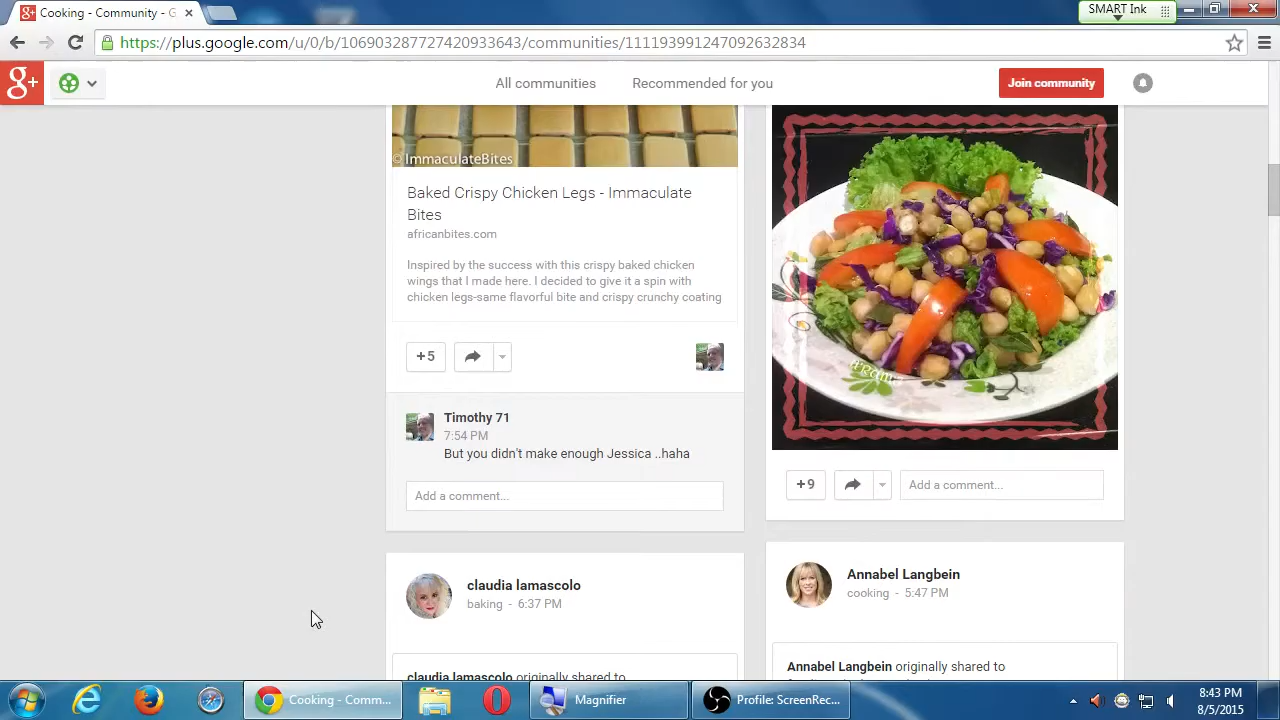 Cooking - Community - G
SMART Ink
https://plus.google.com/u/0/b/106903287727420933643/communities/111193991247092632834
g+
All communities
Recommended for you
Join community
© ImmaculateBites
Baked Crispy Chicken Legs - Immaculate
Bites
africanbites.com
Inspired by the success with this crispy baked chicken
wings that I made here. I decided to give it a spin with
chicken legs-same flavorful bite and crispy crunchy coating
+5
Timothy 71
7:54 PM
But you didn't make enough Jessica ..haha
Add a comment...
+9
Add a comment...
claudia lamascolo
baking - 6:37 PM
claudia lamascolo originally shared to
Annabel Langbein
cooking - 5:47 PM
Annabel Langbein originally shared to
Cooking - Comm...
Magnifier
Profile: ScreenRec...
8:43 PM
8/5/2015